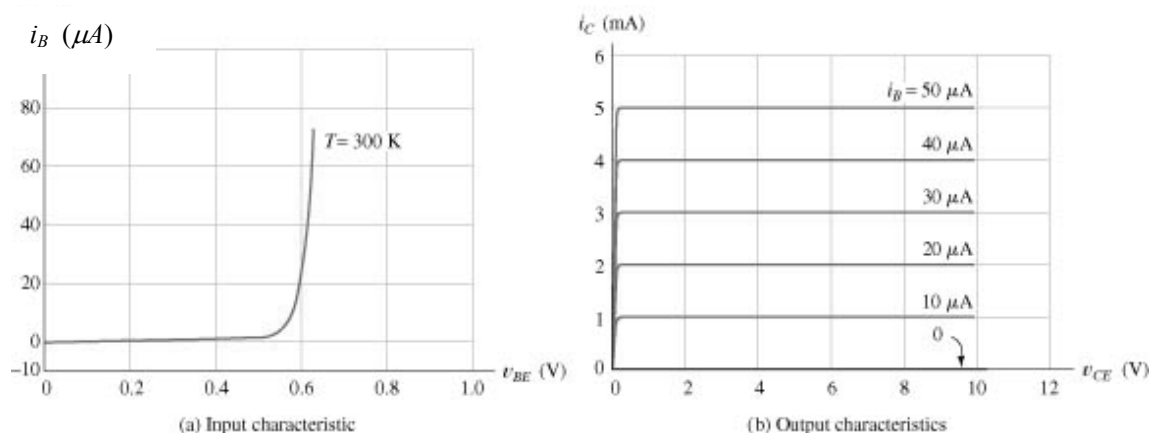 i_B (μA)
80
60
40
20
0
–10
T= 300 K
0
0.2
0.4
0.6
0.8
1.0
v_BE (V)
(a) Input characteristic
i_C (mA)
6
5
4
3
2
1
0
i_B = 50 μA
40 μA
30 μA
20 μA
10 μA
0
0
2
4
6
8
10
12
v_CE (V)
(b) Output characteristics